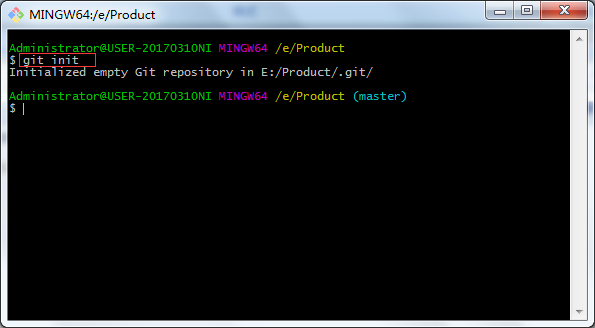 MINGW64:/e/Product
Administrator@USER-20170310NI MINGW64 /e/Product
$ git init
Initialized empty Git repository in E:/Product/.git/
Administrator@USER-20170310NI MINGW64 /e/Product (master)
$